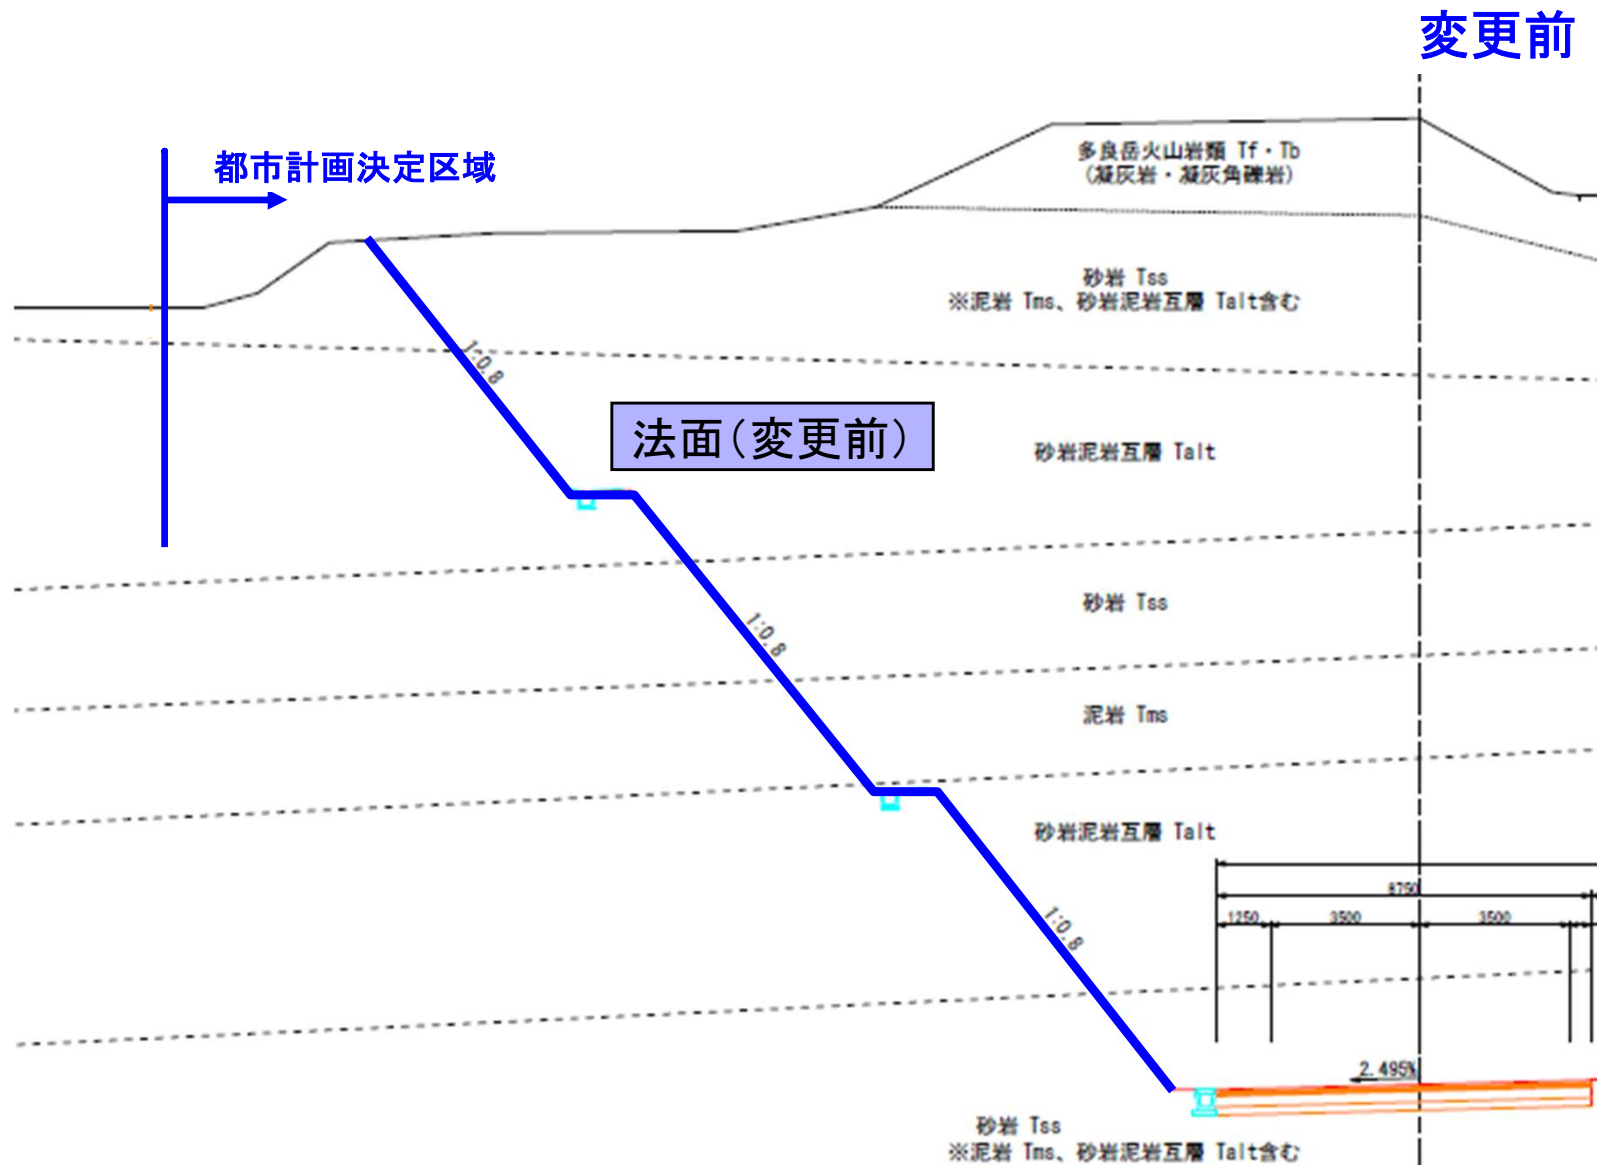 変更前
都市計画決定区域
多良岳火山岩類 Tf・Tb
(凝灰岩・凝灰角礫岩)
砂岩 Tss
※泥岩 Tms、砂岩泥岩互層 Talt含む
1:0.8
法面(変更前)
砂岩泥岩互層 Talt
砂岩 Tss
1:0.8
泥岩 Tms
砂岩泥岩互層 Talt
8750
1250
3500
3500
1:0.8
2.495%
砂岩 Tss
※泥岩 Tms、砂岩泥岩互層 Talt含む